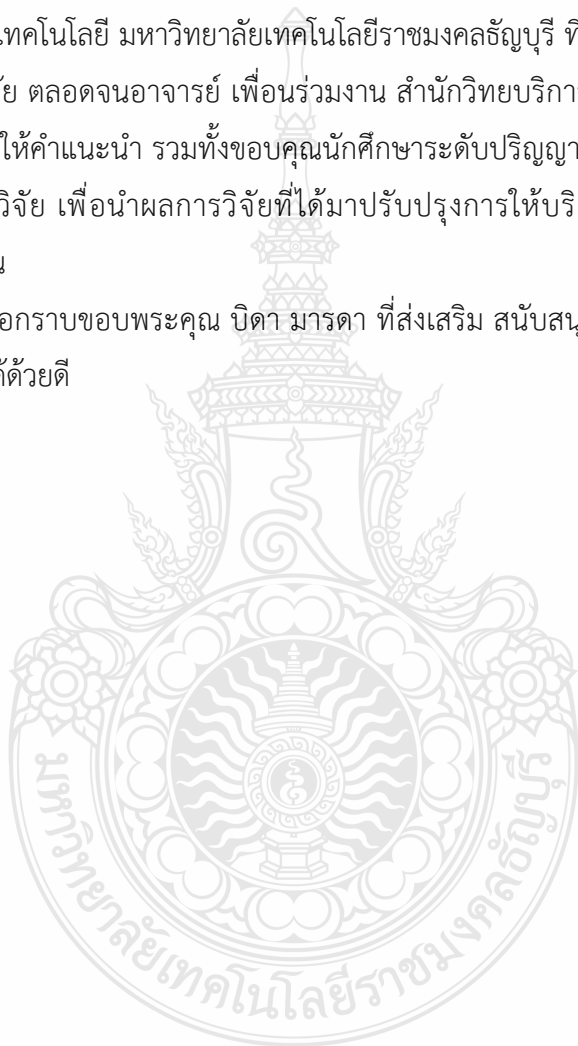 เทคโนโลยี มหาวิทยาลัยเทคโนโลยีราชมงคลธัญบุรี ที่
ัย ตลอดจนอาจารย์ เพื่อนร่วมงาน สำนักวิทยบริการ
ให้คำแนะนำ รวมทั้งขอบคุณนักศึกษาระดับปริญญา
วิจัย เพื่อนำผลการวิจัยที่ได้มาปรับปรุงการให้บริ
น
อกราบขอบพระคุณ บิดา มารดา ที่ส่งเสริม สนับสนุ
ด้ด้วยดี
มหาวิทยาลัยเทคโนโลยีราชมงคลธัญบุรี